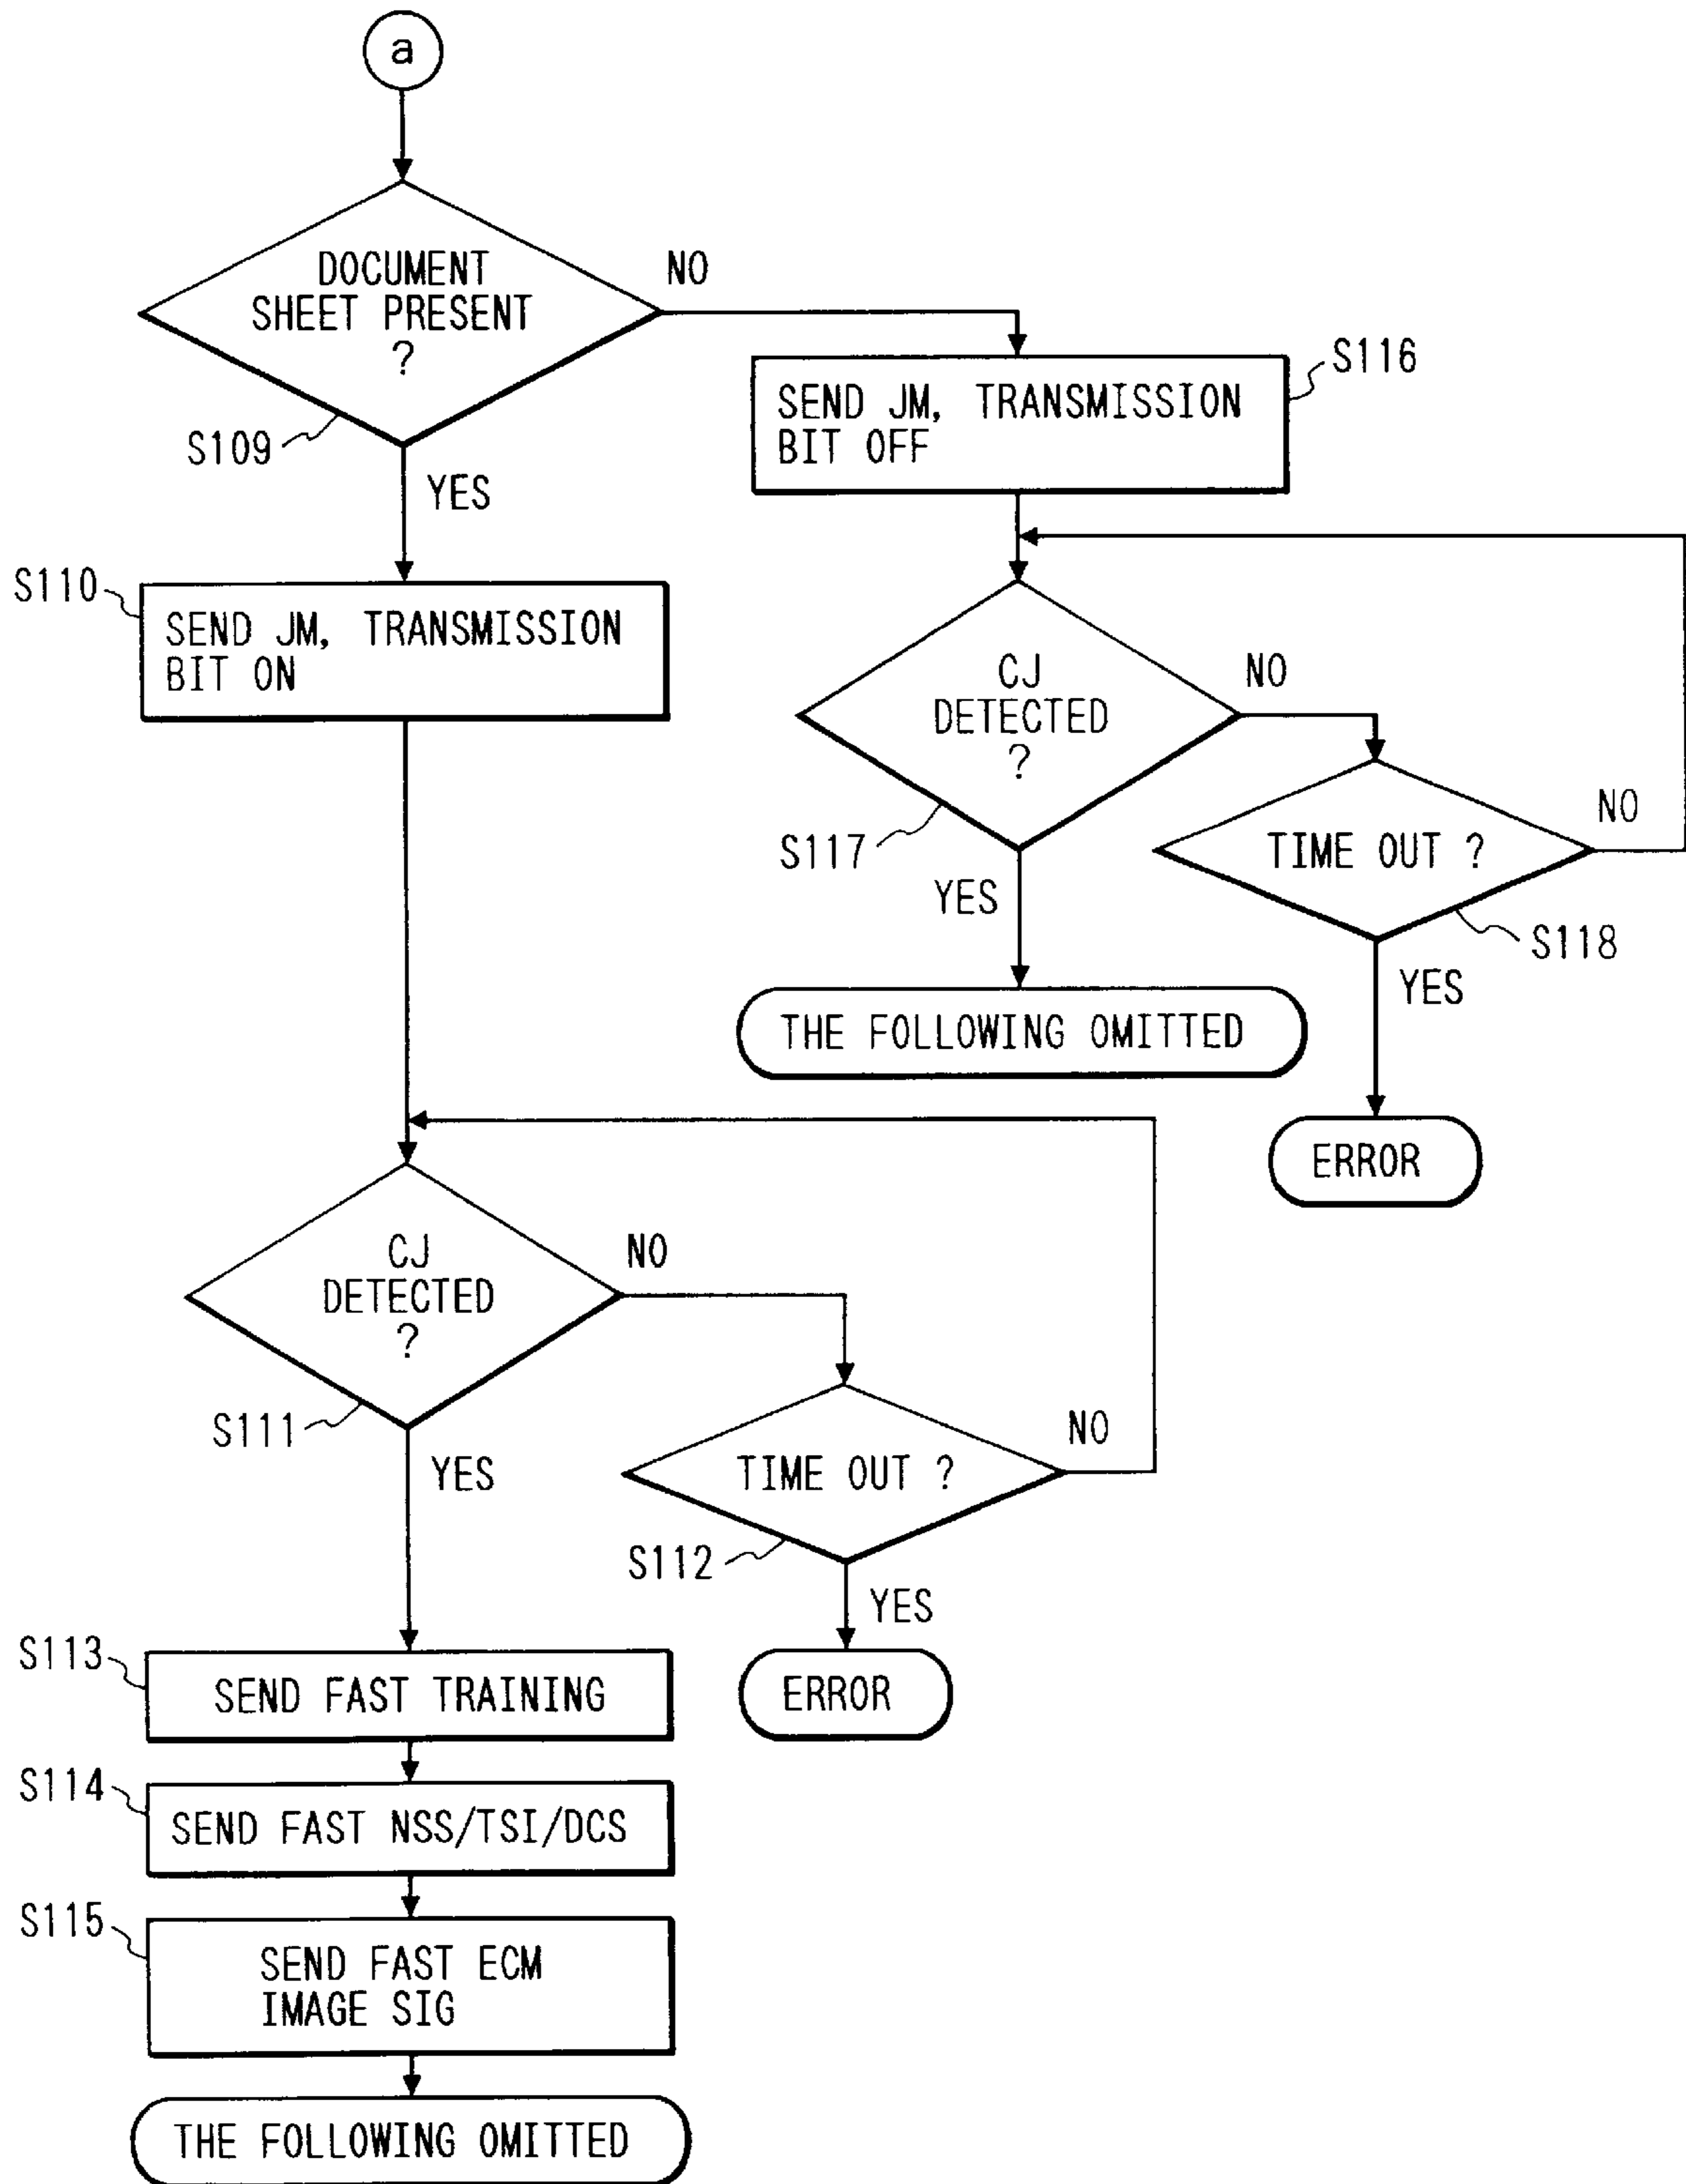 a
DOCUMENT
SHEET PRESENT
?
NO
S109
YES
S116
SEND JM, TRANSMISSION
BIT OFF
S110
SEND JM, TRANSMISSION
BIT ON
CJ
DETECTED
?
NO
S117
YES
TIME OUT ?
NO
S118
YES
THE FOLLOWING OMITTED
ERROR
CJ
DETECTED
?
NO
S111
YES
TIME OUT ?
NO
S112
YES
ERROR
S113
SEND FAST TRAINING
S114
SEND FAST NSS/TSI/DCS
S115
SEND FAST ECM
IMAGE SIG
THE FOLLOWING OMITTED